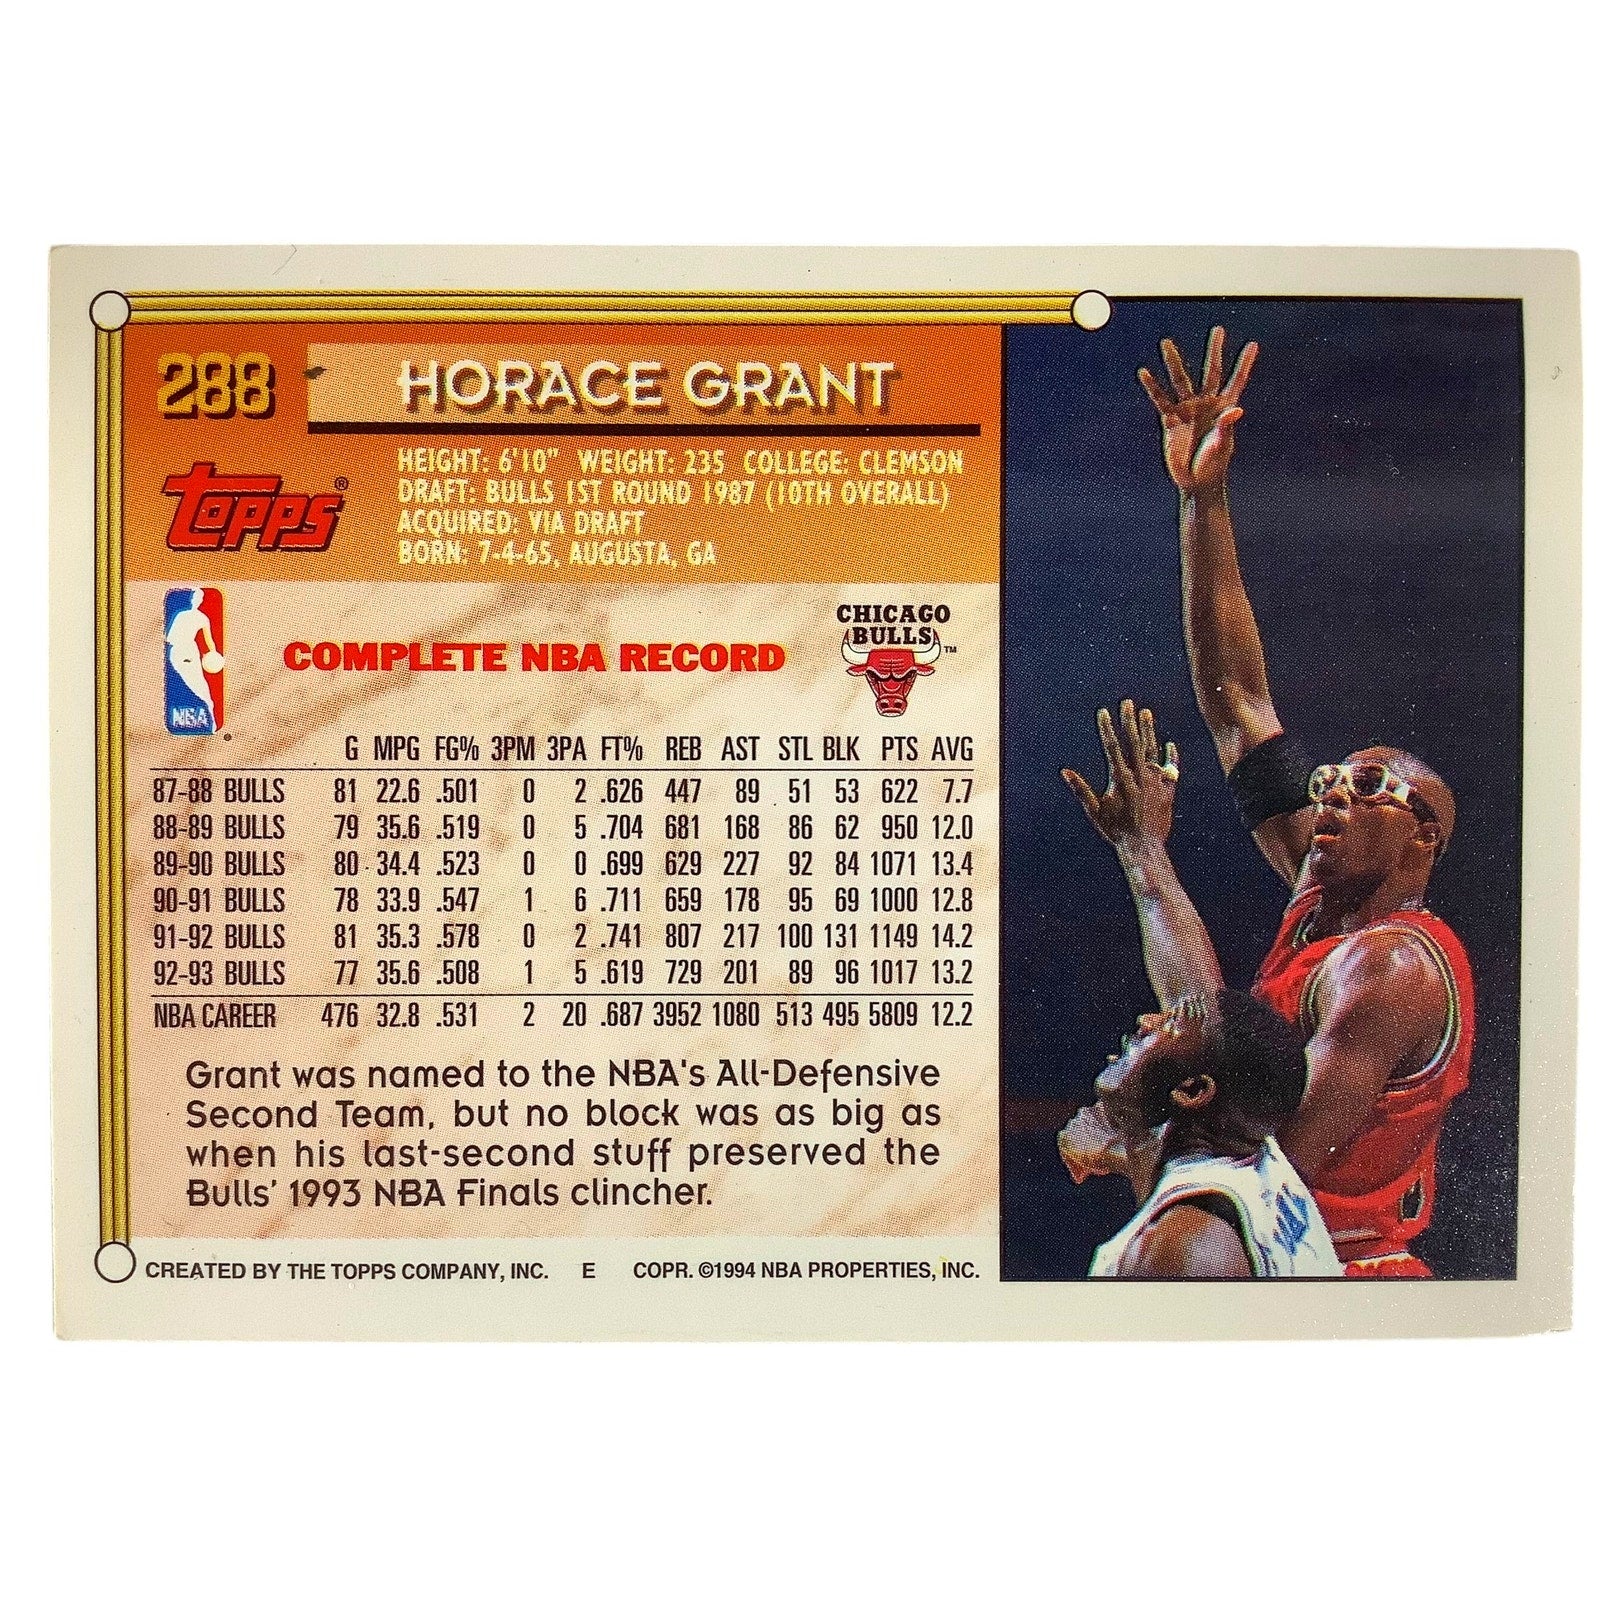 288 HORACE GRANT
topps®
HEIGHT: 6'10" WEIGHT: 235 COLLEGE: CLEMSON
DRAFT: BULLS 1ST ROUND 1987 (10TH OVERALL)
ACQUIRED: VIA DRAFT
BORN: 7-4-65, AUGUSTA, GA
NBA
COMPLETE NBA RECORD
CHICAGO
BULLS™
G MPG FG% 3PM 3PA FT% REB AST STL BLK PTS AVG
87-88 BULLS 81 22.6 .501 0 2 .626 447 89 51 53 622 7.7
88-89 BULLS 79 35.6 .519 0 5 .704 681 168 86 62 950 12.0
89-90 BULLS 80 34.4 .523 0 0 .699 629 227 92 84 1071 13.4
90-91 BULLS 78 33.9 .547 1 6 .711 659 178 95 69 1000 12.8
91-92 BULLS 81 35.3 .578 0 2 .741 807 217 100 131 1149 14.2
92-93 BULLS 77 35.6 .508 1 5 .619 729 201 89 96 1017 13.2
NBA CAREER 476 32.8 .531 2 20 .687 3952 1080 513 495 5809 12.2
Grant was named to the NBA's All-Defensive
Second Team, but no block was as big as
when his last-second stuff preserved the
Bulls' 1993 NBA Finals clincher.
CREATED BY THE TOPPS COMPANY, INC. E COPR. ©1994 NBA PROPERTIES, INC.